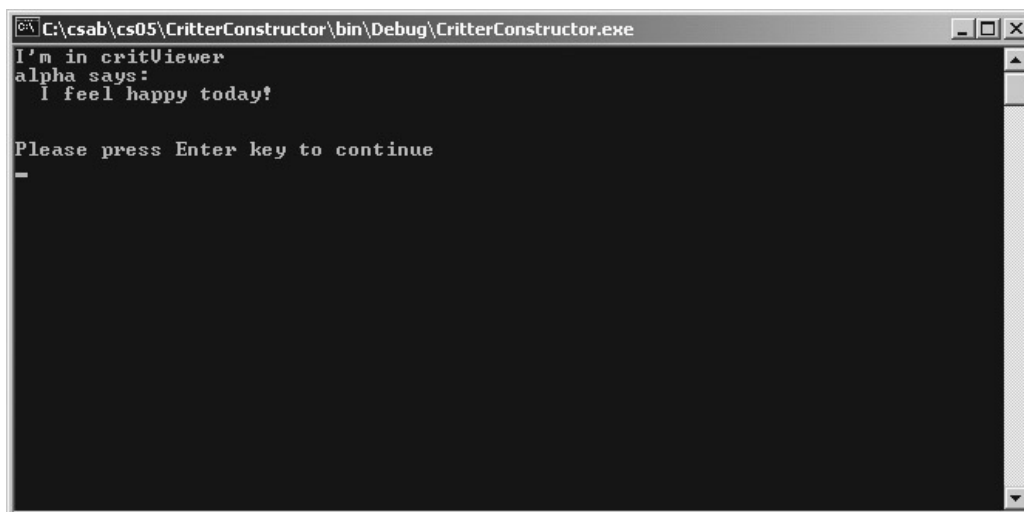 C:\csab\cs05\CritterConstructor\bin\Debug\CritterConstructor.exe
I'm in critViewer
alpha says:
  I feel happy today!
Please press Enter key to continue